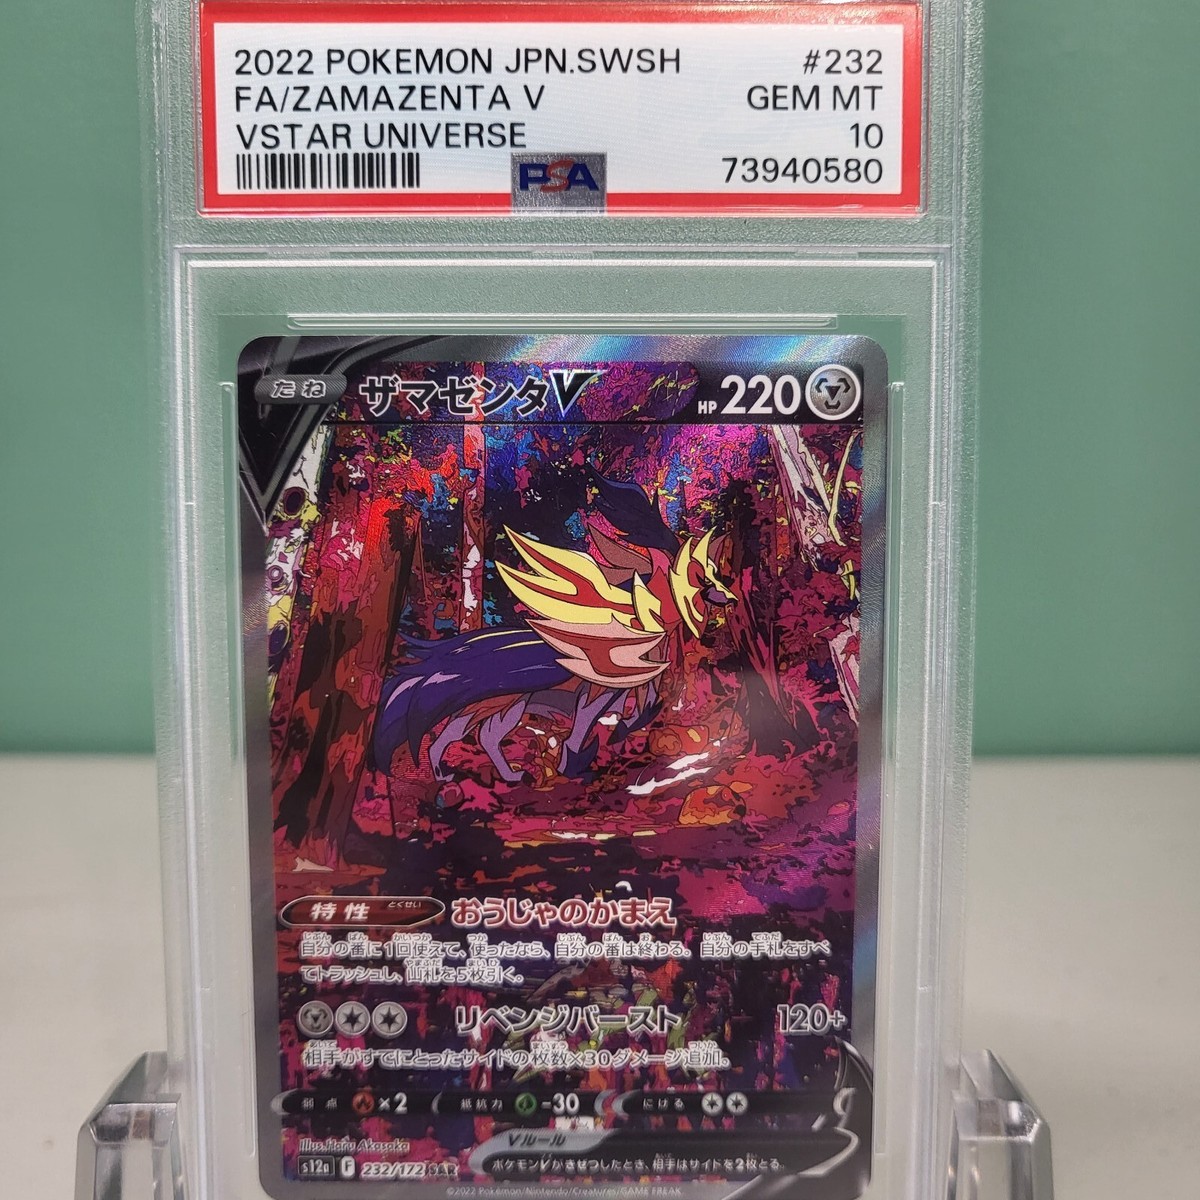 2022 POKEMON JPN.SWSH #232
FA/ZAMAZENTA V GEM MT
VSTAR UNIVERSE 10
PSA 73940580
たね ザマゼンタV HP 220
特性 とくせい おうじゃのかまえ
自分の番に1回使えて、使ったなら、自分の番は終わる。自分の手札をすべ
てトラッシュし、山札を5枚引く。
リベンジバースト 120+
相手がすでにとったサイドの枚数×30ダメージ追加。
弱点 ×2 抵抗力 -30 にげる
Illus.Haru Akasaka Vルール
s12a F 232/172 SAR ポケモンVがきぜつしたとき、相手はサイドを2枚とる。
©2022 Pokémon/Nintendo/Creatures/GAME FREAK